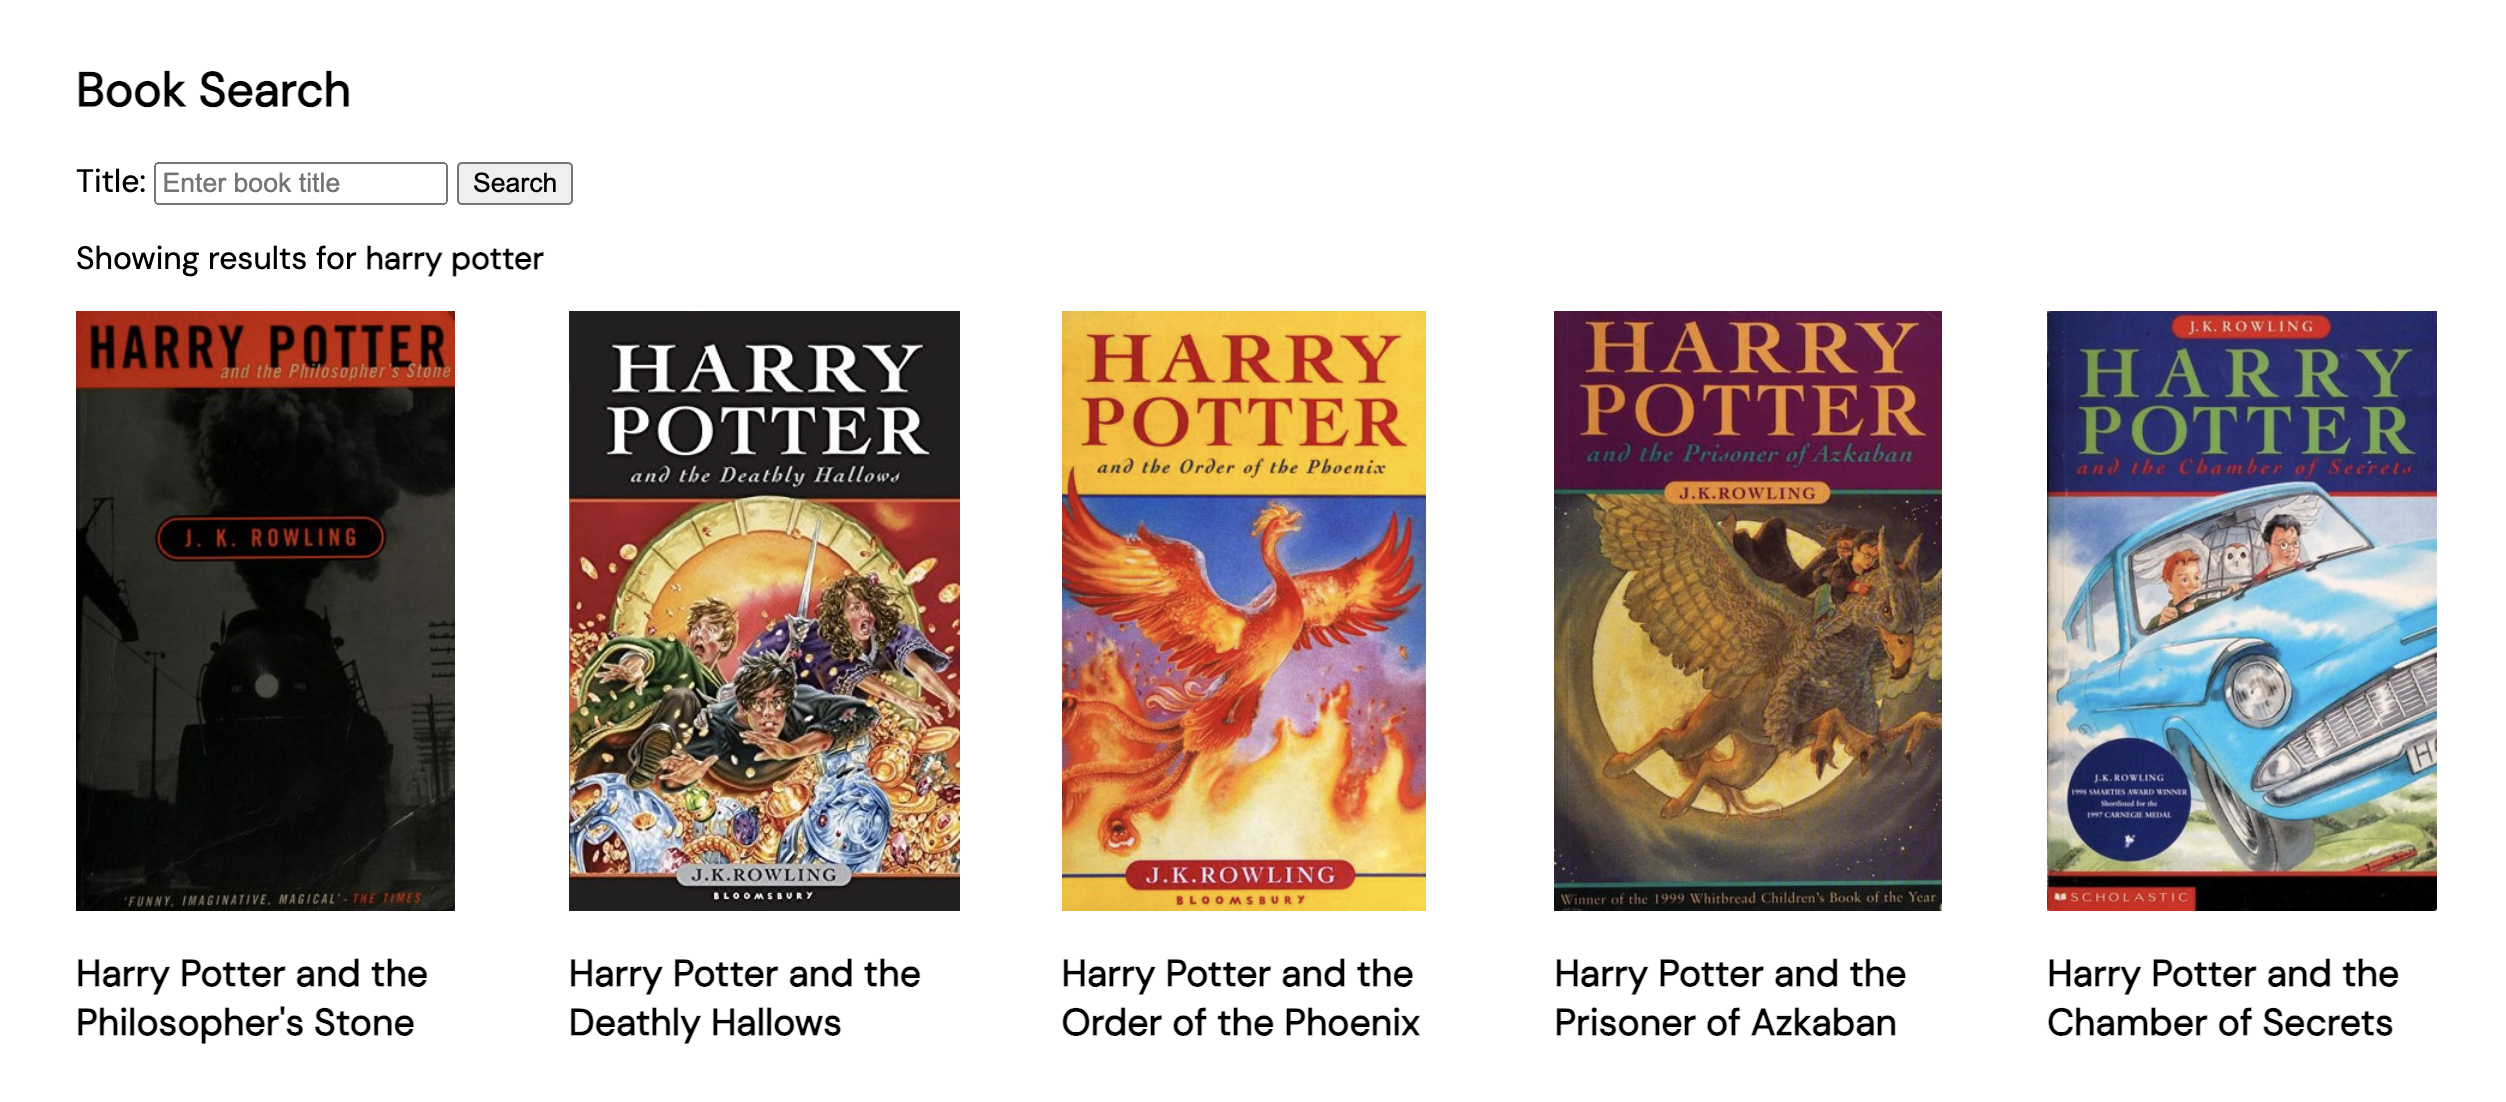 Book Search
Title: Enter book title Search
Showing results for harry potter
HARRY POTTER
and the Philosopher's Stone
J. K. ROWLING
'FUNNY, IMAGINATIVE, MAGICAL' - THE TIMES
HARRY
POTTER
and the Deathly Hallows
J.K.ROWLING
BLOOMSBURY
HARRY
POTTER
and the Order of the Phoenix
J.K.ROWLING
BLOOMSBURY
HARRY
POTTER
and the Prisoner of Azkaban
J.K.ROWLING
Winner of the 1999 Whitbread Children's Book of the Year
J.K. ROWLING
HARRY
POTTER
and the Chamber of Secrets
J.K. ROWLING
1998 SMARTIES AWARD WINNER
Shortlisted for the
1997 CARNEGIE MEDAL
SCHOLASTIC
Harry Potter and the
Philosopher's Stone
Harry Potter and the
Deathly Hallows
Harry Potter and the
Order of the Phoenix
Harry Potter and the
Prisoner of Azkaban
Harry Potter and the
Chamber of Secrets